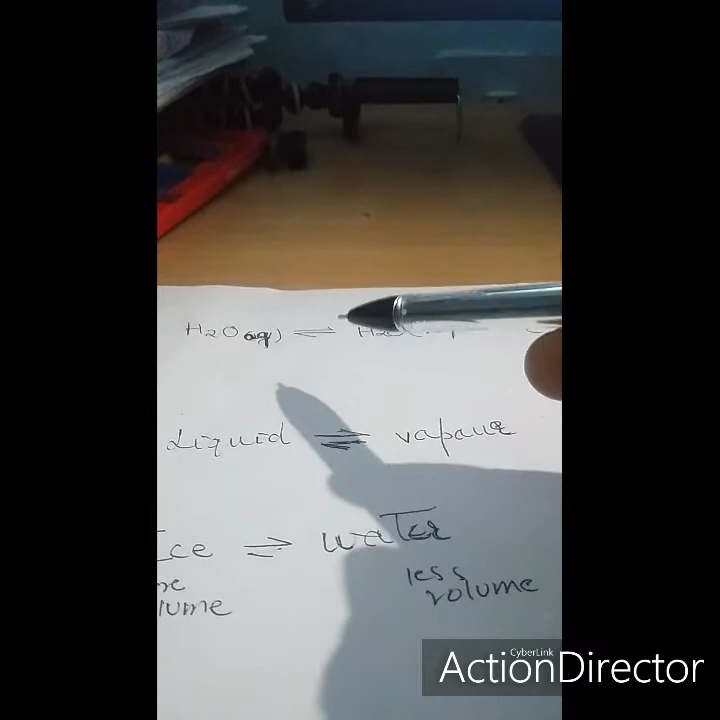 H2O(aq) ⇌
Liquid ⇌ vapour
Ice ⇌ water
less
volume
CyberLink
ActionDirector